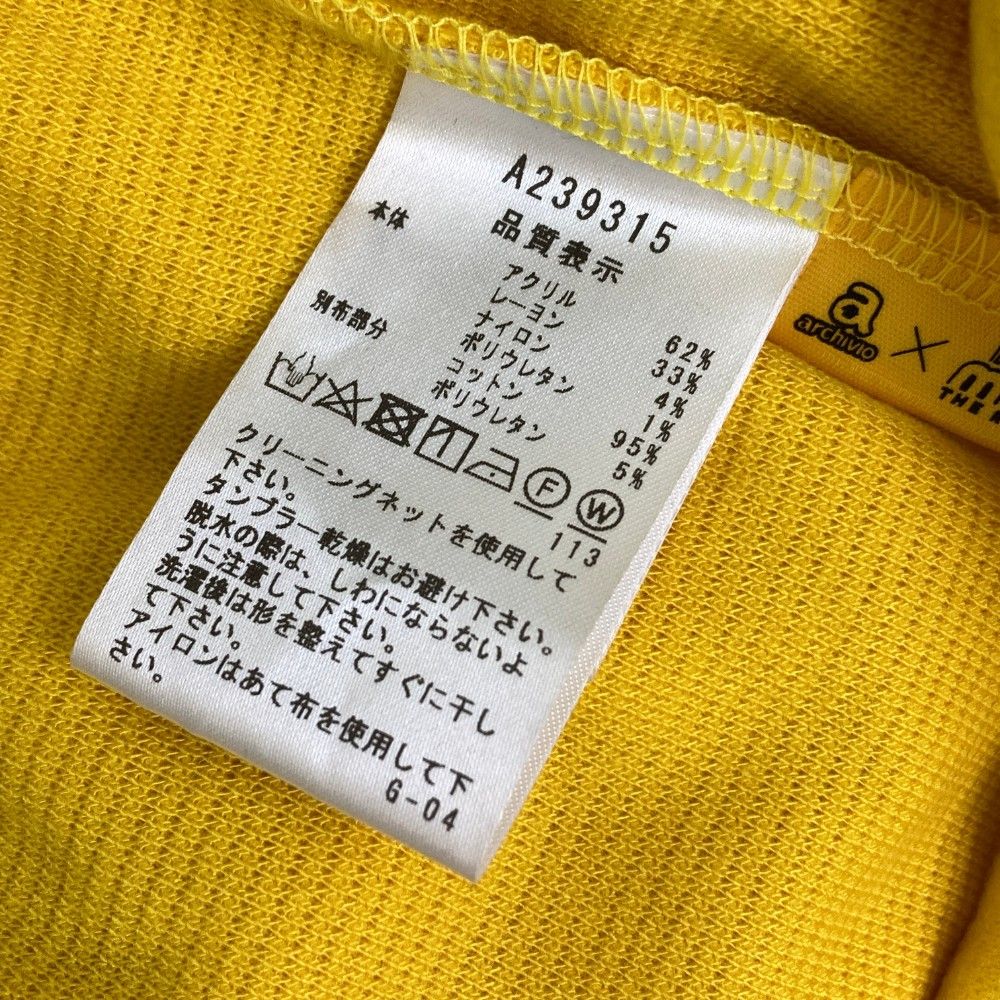 A239315
品質表示
本体
アクリル 62%
レーヨン 33%
ナイロン 4%
ポリウレタン 1%
別布部分
コットン 95%
ポリウレタン 5%
F W
113
クリーニングネットを使用して
下さい。
タンブラー乾燥はお避け下さい。
脱水の際は、しわにならないよ
うに注意して下さい。
洗濯後は形を整えてすぐに干し
て下さい。
アイロンはあて布を使用して下
さい。
G-04
a
archivio
×
THE